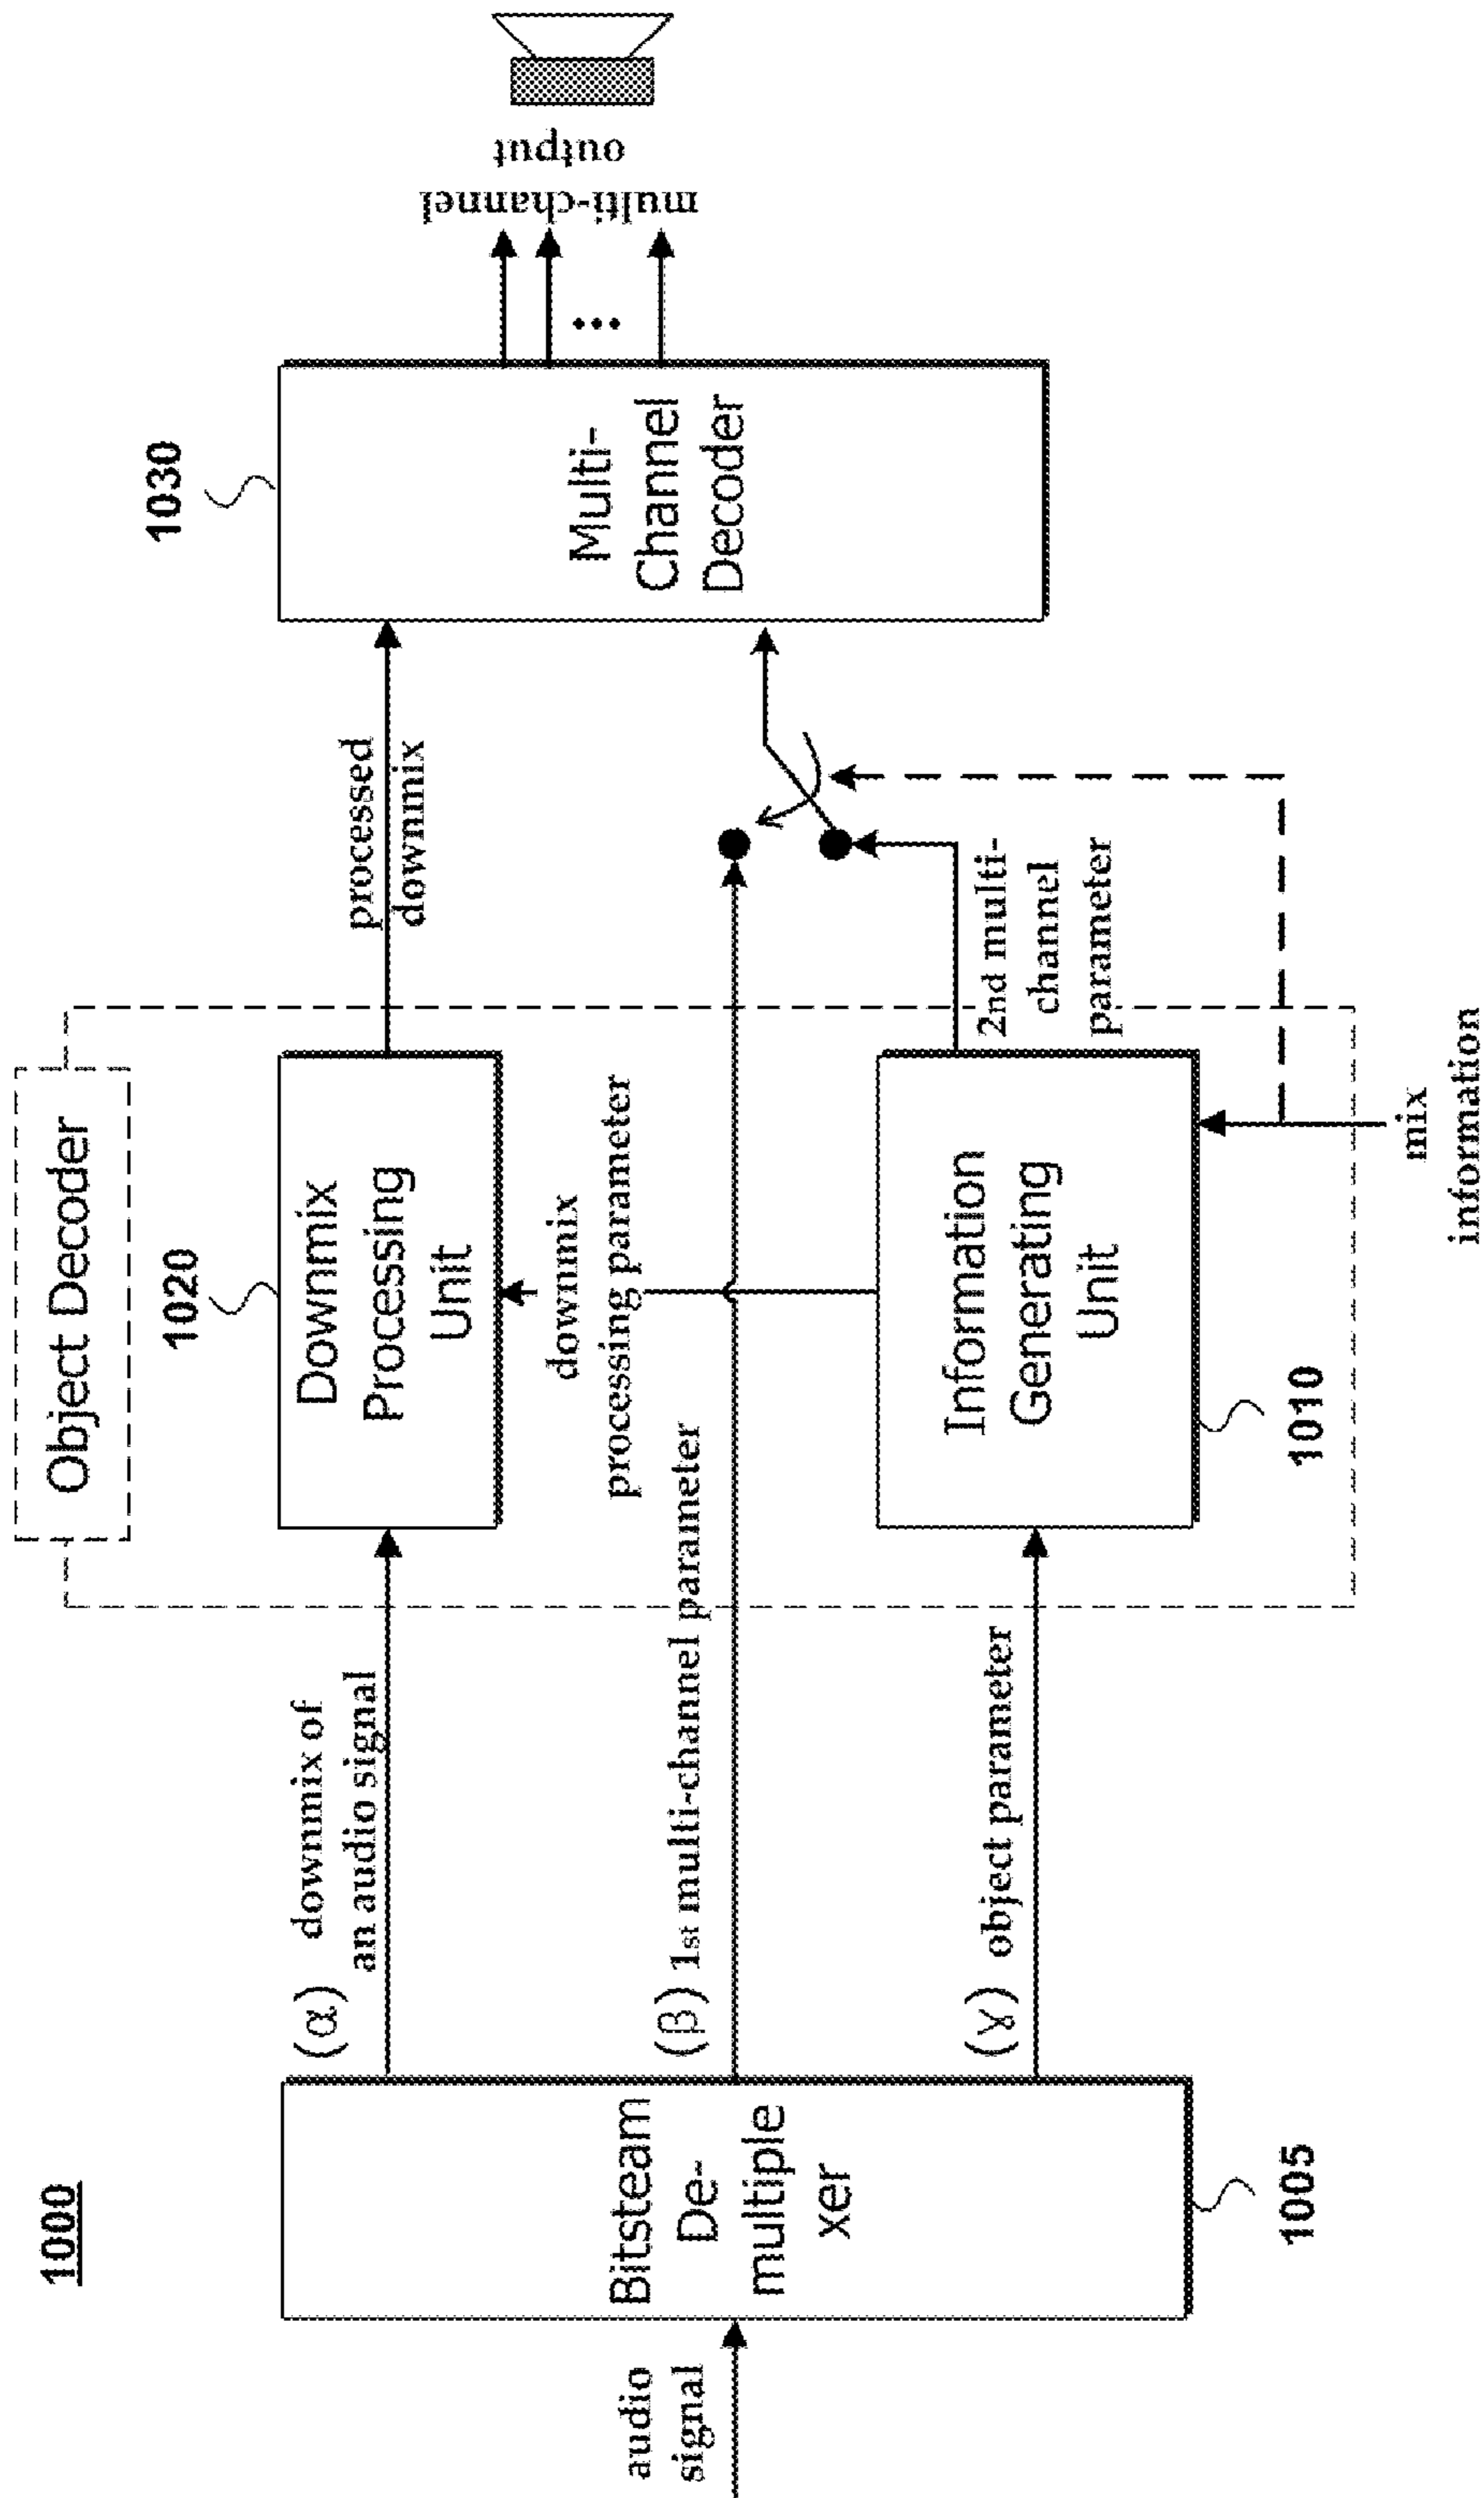 1000
Object Decoder
audio
signal
Bitsteam
De-
multiple
xer
1005
(α) downmix of
an audio signal
(β) 1st multi-channel parameter
(γ) object parameter
1020
Downmix
Processing
Unit
downmix
processing parameter
Information
Generating
Unit
1010
mix
information
processed
downmix
2nd multi-
channel
parameter
1030
Multi-
Channel
Decoder
multi-channel
output